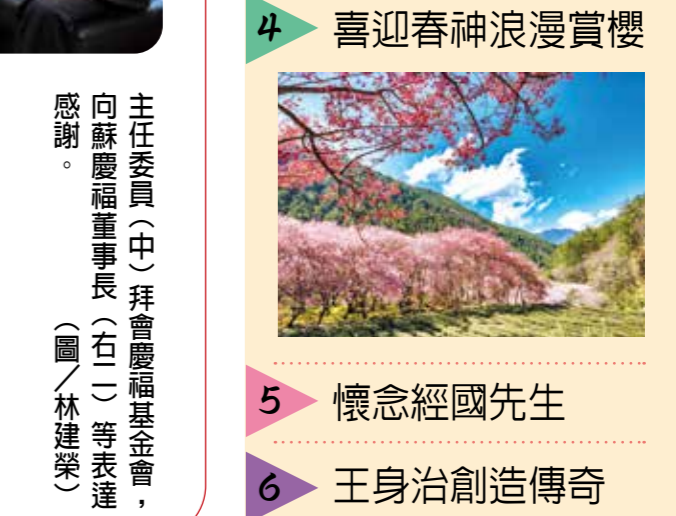 主任委員（中）拜會慶福基金會，
向蘇慶福董事長（右二）等表達
感謝。　　　　（圖／林建榮）
4 喜迎春神浪漫賞櫻
5 懷念經國先生
6 王身治創造傳奇